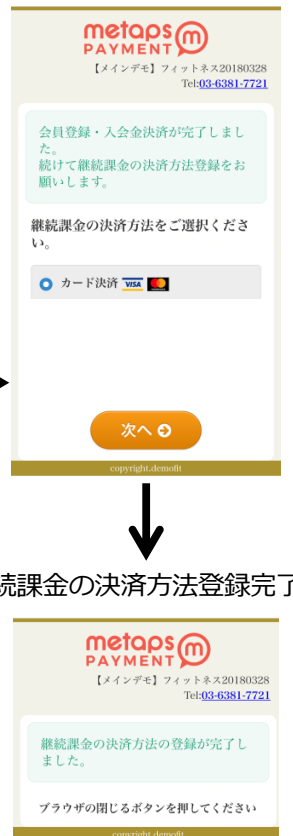 metaps
PAYMENT
【メインデモ】フィットネス20180328
Tel:03-6381-7721
会員登録・入会金決済が完了しまし
た。
続けて継続課金の決済方法登録をお
願いします。
継続課金の決済方法をご選択くださ
い。
カード決済 VISA
次へ
copyright.demofit
続課金の決済方法登録完了
metaps
PAYMENT
【メインデモ】フィットネス20180328
Tel:03-6381-7721
継続課金の決済方法の登録が完了し
ました。
ブラウザの閉じるボタンを押してください
copyright.demofit